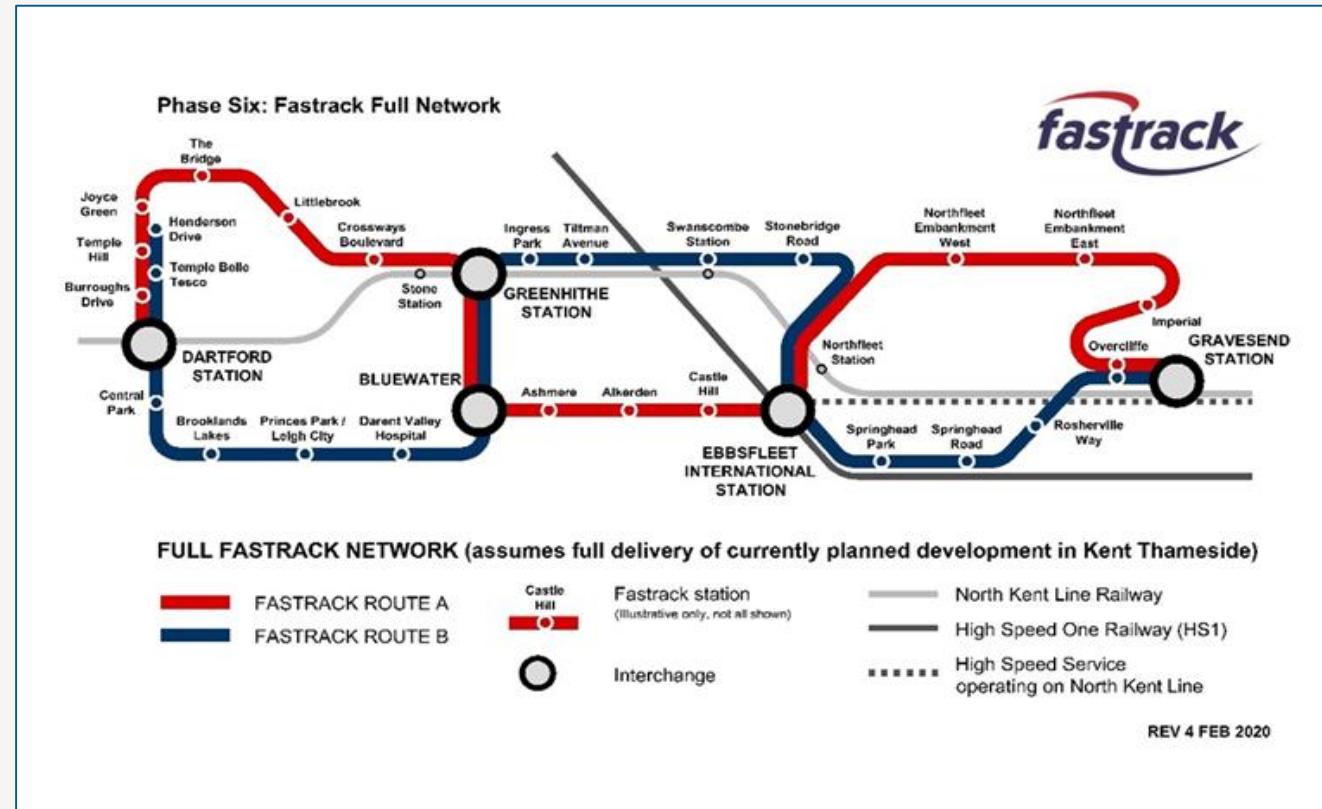 Phase Six: Fastrack Full Network
fastrack
The
Bridge
Joyce
Green
Littlebrook
Henderson
Drive
Crossways
Boulevard
Temple
Hill
Temple Belle
Tesco
Burroughs
Drive
Stone
Station
DARTFORD
STATION
GREENHITHE
STATION
Ingress
Park
Tiltman
Avenue
Swanscombe
Station
Stonebridge
Road
Northfleet
Embankment
West
Northfleet
Embankment
East
Imperial
Overcliffe
GRAVESEND
STATION
Northfleet
Station
BLUEWATER
Ashmere
Alkerden
Castle
Hill
Central
Park
Brooklands
Lakes
Princes Park /
Leigh City
Darent Valley
Hospital
EBBSFLEET
INTERNATIONAL
STATION
Springhead
Park
Springhead
Road
Rosherville
Way
FULL FASTRACK NETWORK (assumes full delivery of currently planned development in Kent Thameside)
FASTRACK ROUTE A
FASTRACK ROUTE B
Castle
Hill
Fastrack station
(Illustrative only, not all shown)
Interchange
North Kent Line Railway
High Speed One Railway (HS1)
High Speed Service
operating on North Kent Line
REV 4 FEB 2020